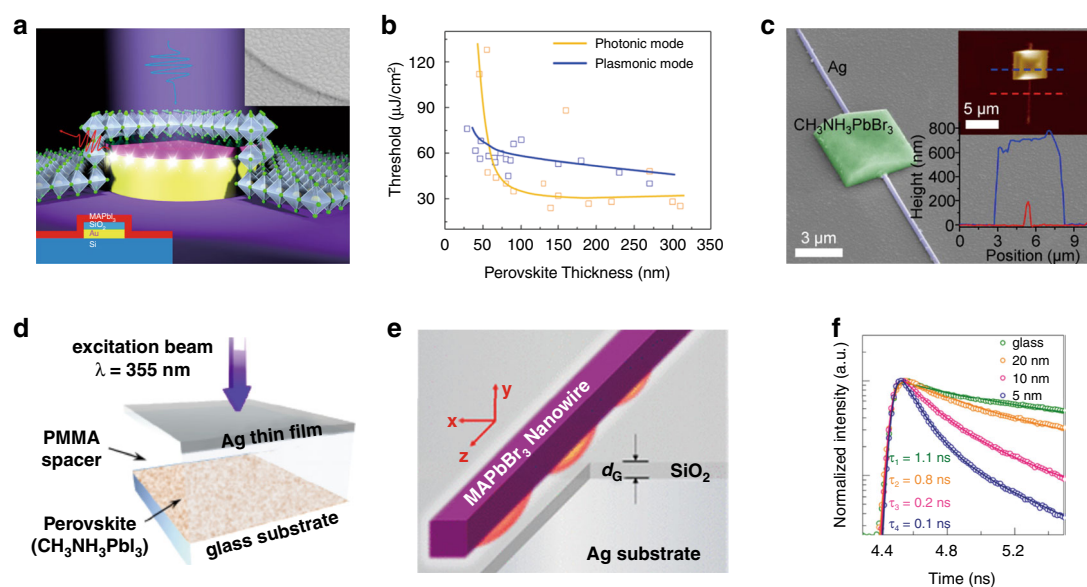 a
MAPbI₃
SiO₂
Au
Si
b
Threshold (μJ/cm²)
120
90
60
30
Photonic mode
Plasmonic mode
0 50 100 150 200 250 300 350
Perovskite Thickness (nm)
c
Ag
CH₃NH₃PbBr₃
3 μm
5 μm
Height (nm)
800
600
400
200
0
0 3 6 9
Position (μm)
d
excitation beam
λ = 355 nm
Ag thin film
PMMA
spacer
Perovskite
(CH₃NH₃PbI₃)
glass substrate
e
y
x
z
MAPbBr₃ Nanowire
d_G
SiO₂
Ag substrate
f
Normalized intensity (a.u.)
glass
20 nm
10 nm
5 nm
τ₁ = 1.1 ns
τ₂ = 0.8 ns
τ₃ = 0.2 ns
τ₄ = 0.1 ns
4.4 4.8 5.2
Time (ns)